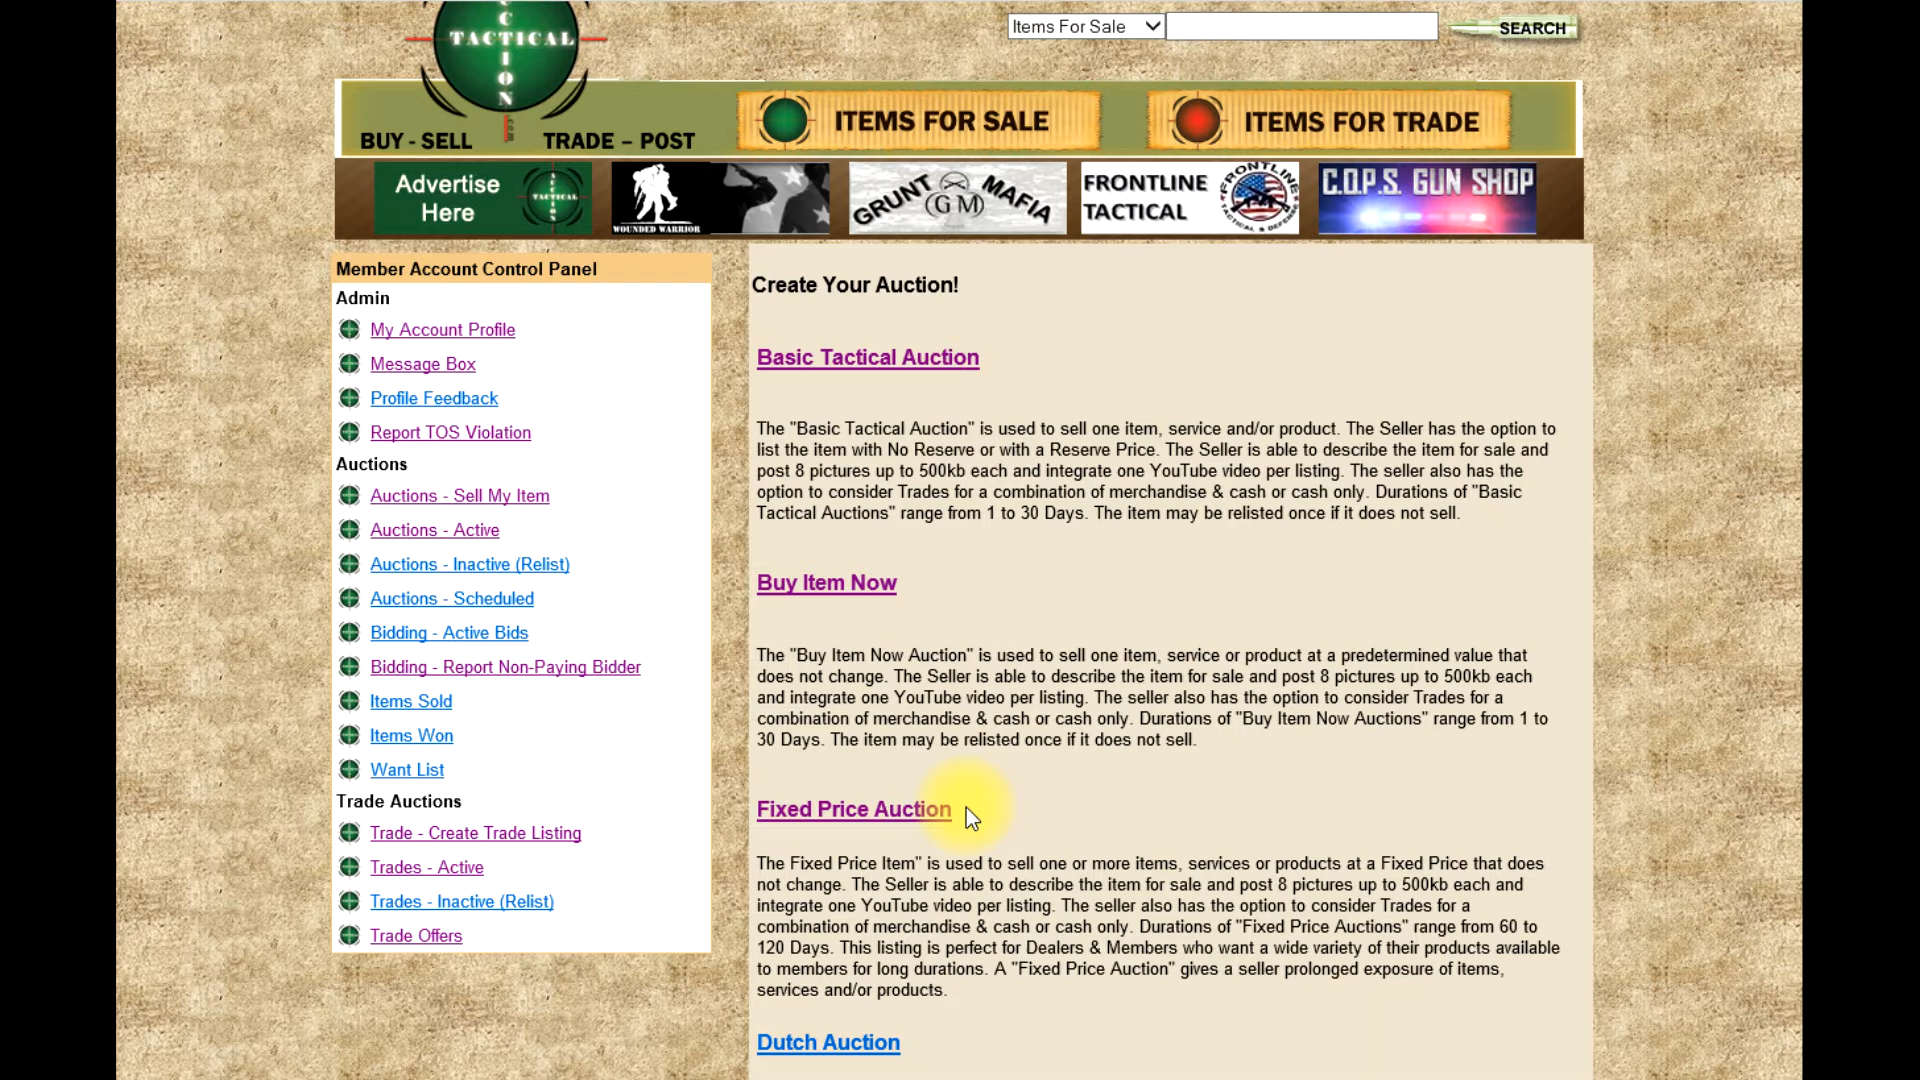 CCTION
TACTICAL
.com
Items For Sale
SEARCH
BUY - SELL
TRADE – POST
ITEMS FOR SALE
ITEMS FOR TRADE
Advertise
Here
TACTICAL
WOUNDED WARRIOR
GRUNT MAFIA
GM
FRONTLINE
TACTICAL
FRONTLINE
C.O.P.S. GUN SHOP
Member Account Control Panel
Admin
My Account Profile
Message Box
Profile Feedback
Report TOS Violation
Auctions
Auctions - Sell My Item
Auctions - Active
Auctions - Inactive (Relist)
Auctions - Scheduled
Bidding - Active Bids
Bidding - Report Non-Paying Bidder
Items Sold
Items Won
Want List
Trade Auctions
Trade - Create Trade Listing
Trades - Active
Trades - Inactive (Relist)
Trade Offers
Create Your Auction!
Basic Tactical Auction
The "Basic Tactical Auction" is used to sell one item, service and/or product. The Seller has the option to
list the item with No Reserve or with a Reserve Price. The Seller is able to describe the item for sale and
post 8 pictures up to 500kb each and integrate one YouTube video per listing. The seller also has the
option to consider Trades for a combination of merchandise & cash or cash only. Durations of "Basic
Tactical Auctions" range from 1 to 30 Days. The item may be relisted once if it does not sell.
Buy Item Now
The "Buy Item Now Auction" is used to sell one item, service or product at a predetermined value that
does not change. The Seller is able to describe the item for sale and post 8 pictures up to 500kb each
and integrate one YouTube video per listing. The seller also has the option to consider Trades for a
combination of merchandise & cash or cash only. Durations of "Buy Item Now Auctions" range from 1 to
30 Days. The item may be relisted once if it does not sell.
Fixed Price Auction
The Fixed Price Item" is used to sell one or more items, services or products at a Fixed Price that does
not change. The Seller is able to describe the item for sale and post 8 pictures up to 500kb each and
integrate one YouTube video per listing. The seller also has the option to consider Trades for a
combination of merchandise & cash or cash only. Durations of "Fixed Price Auctions" range from 60 to
120 Days. This listing is perfect for Dealers & Members who want a wide variety of their products available
to members for long durations. A "Fixed Price Auction" gives a seller prolonged exposure of items,
services and/or products.
Dutch Auction